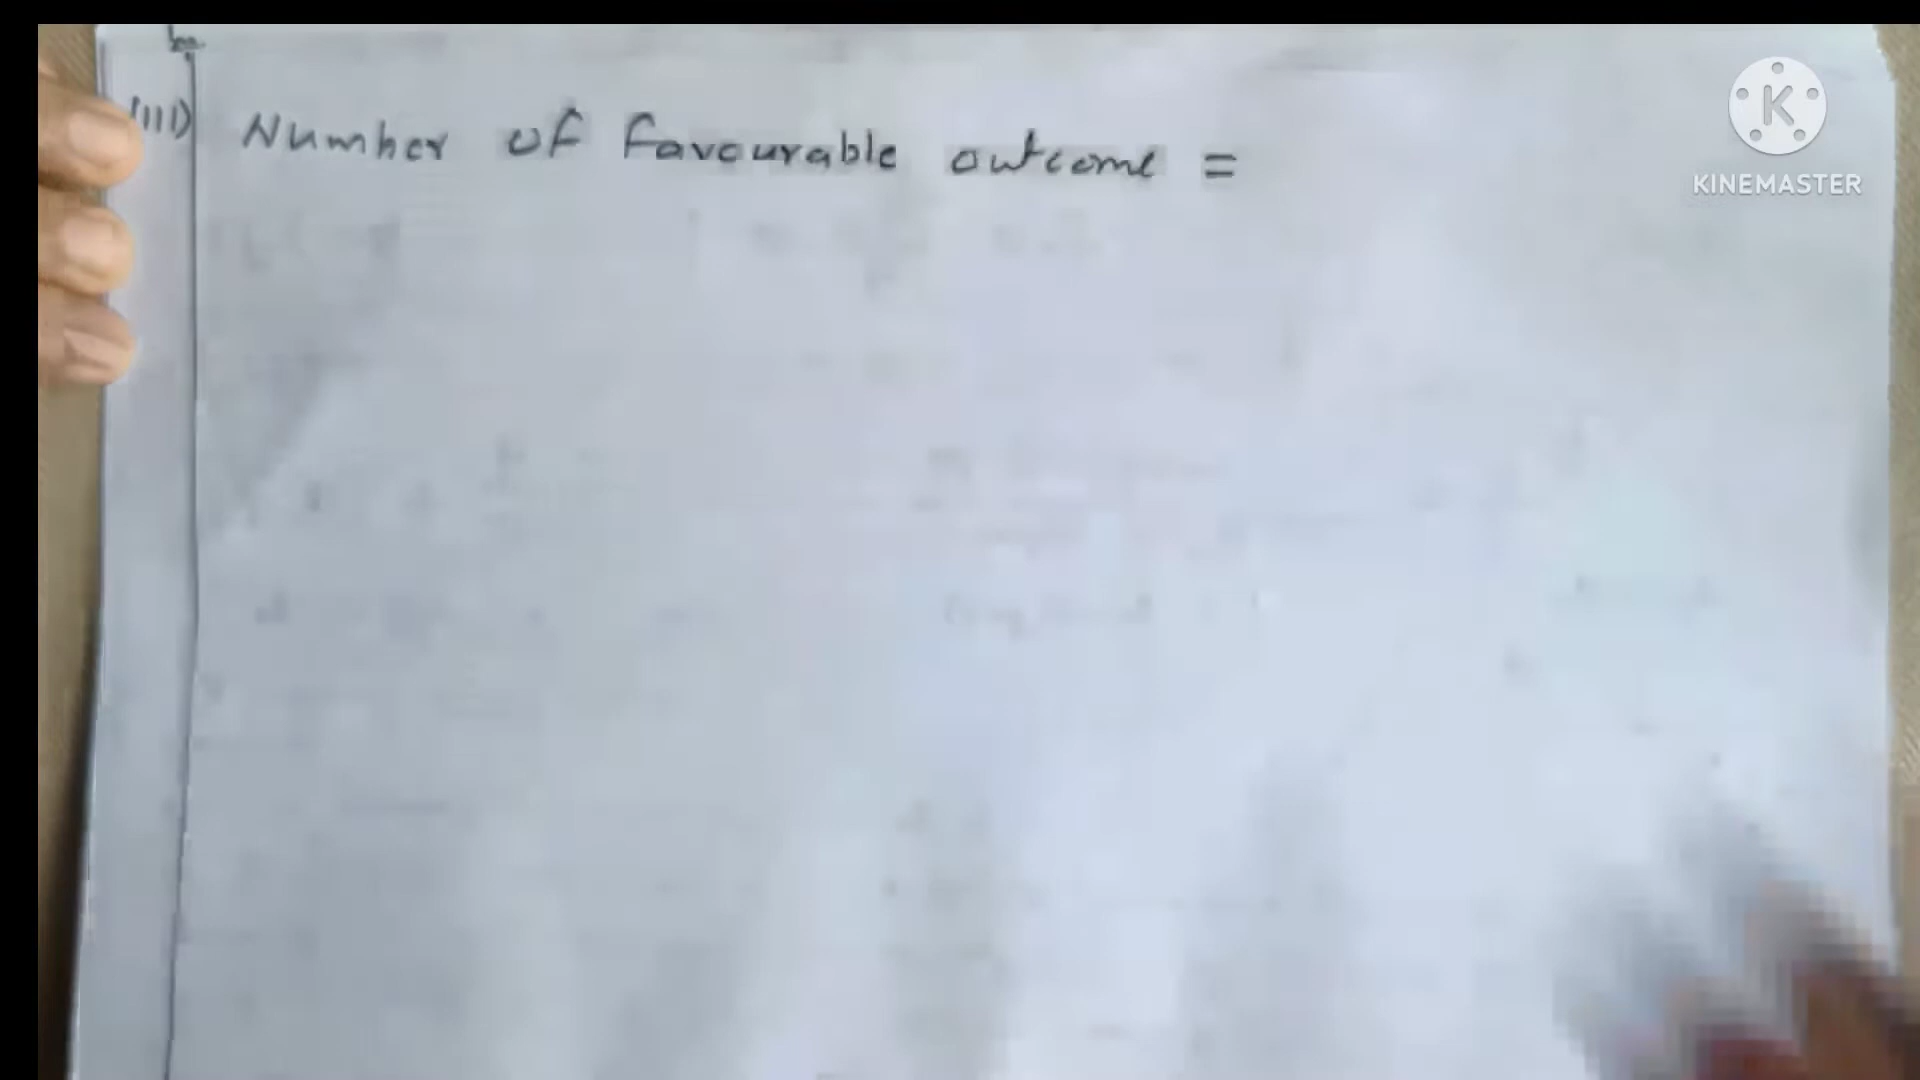 (III) Number of favourable outcome =
K
KINEMASTER